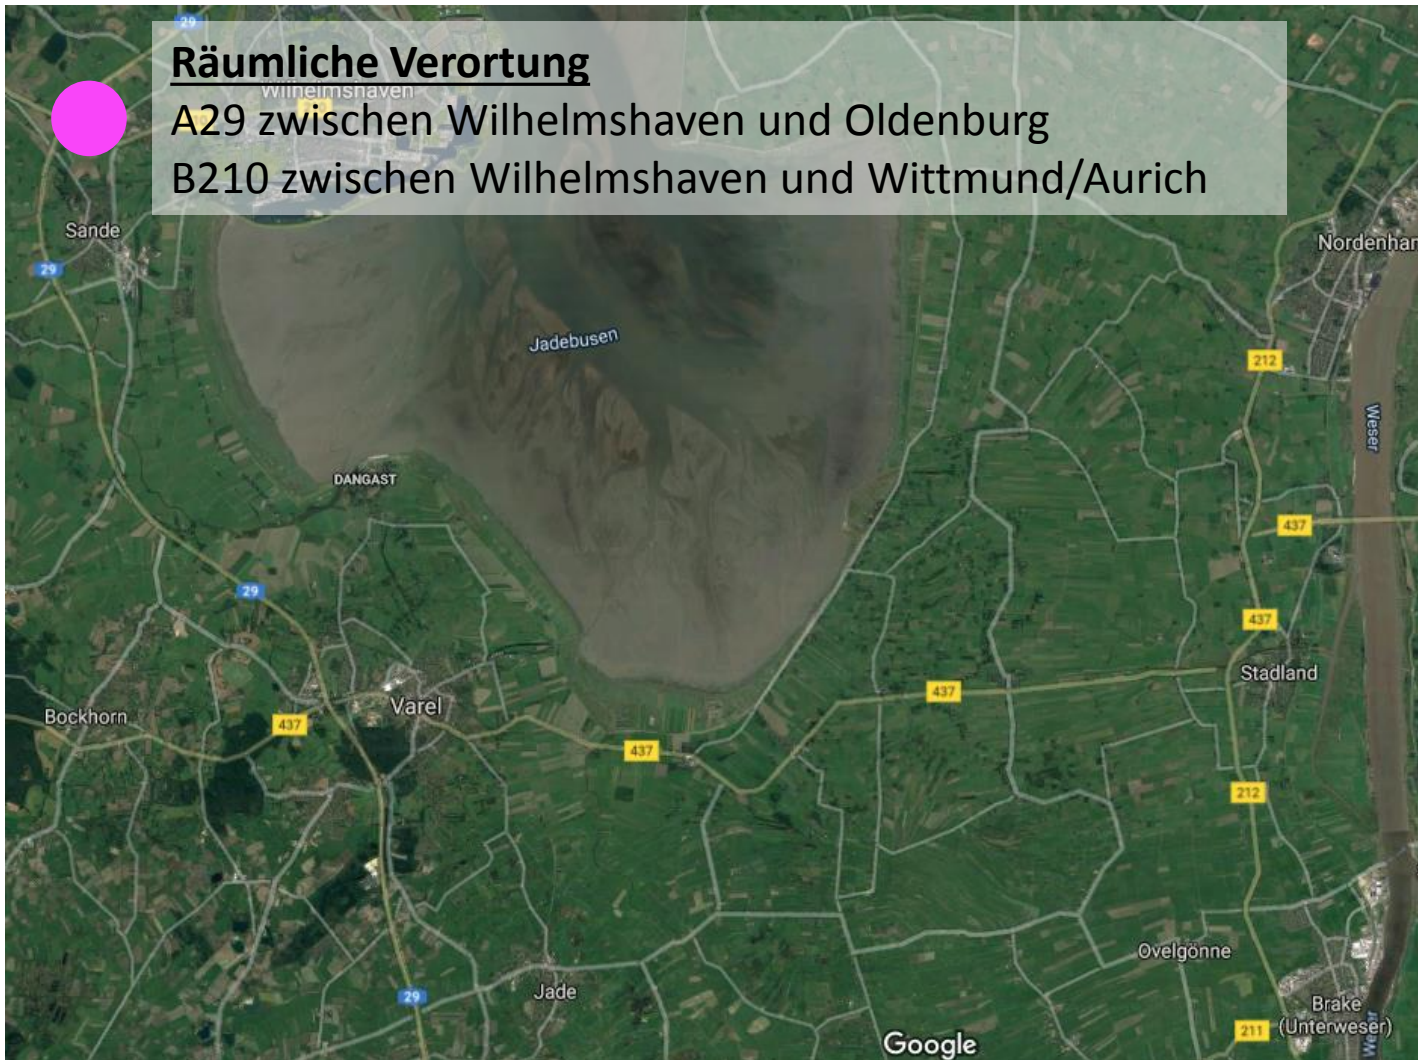 29
Räumliche Verortung
Wilhelmshaven
A29 zwischen Wilhelmshaven und Oldenburg
B210 zwischen Wilhelmshaven und Wittmund/Aurich
Sande
29
Nordenhar
Jadebusen
212
Weser
DANGAST
437
29
437
Stadland
437
Varel
Bockhorn
437
437
212
Ovelgönne
Jade
29
Brake
(Unterweser)
211
Google